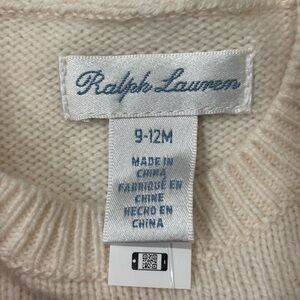 Ralph Lauren
9-12M
MADE IN
CHINA
FABRIQUÉ EN
CHINE
HECHO EN
CHINA